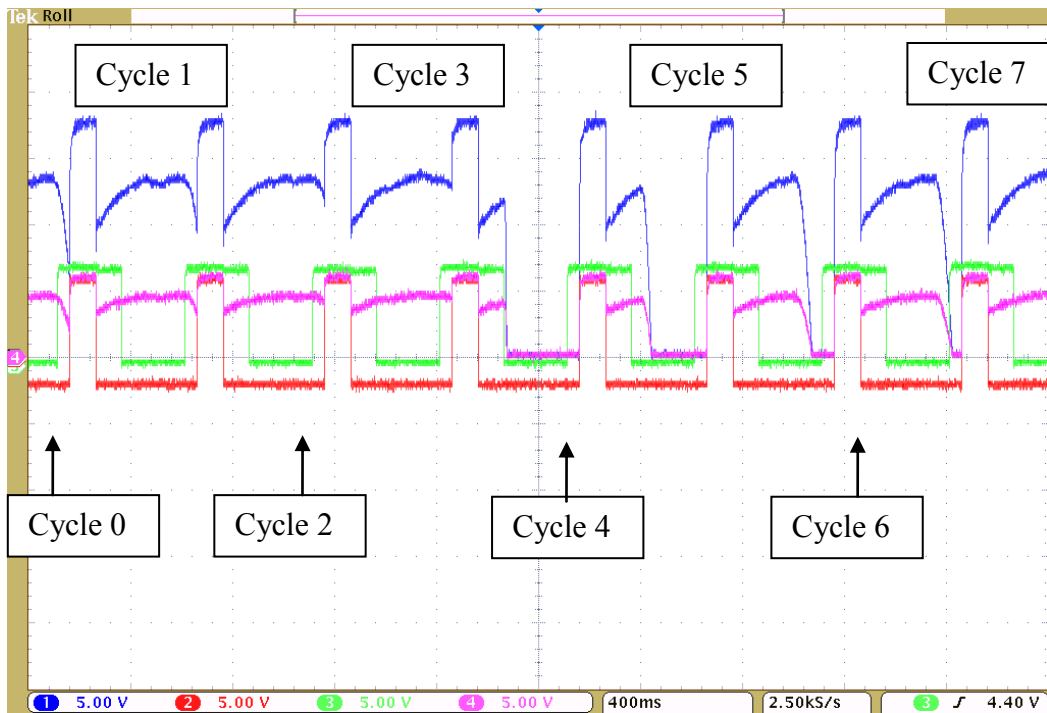 Tek Roll
Cycle 1
Cycle 3
Cycle 5
Cycle 7
4
Cycle 0
Cycle 2
Cycle 4
Cycle 6
1 5.00 V 2 5.00 V 3 5.00 V 4 5.00 V 400ms 2.50kS/s 3 4.40 V